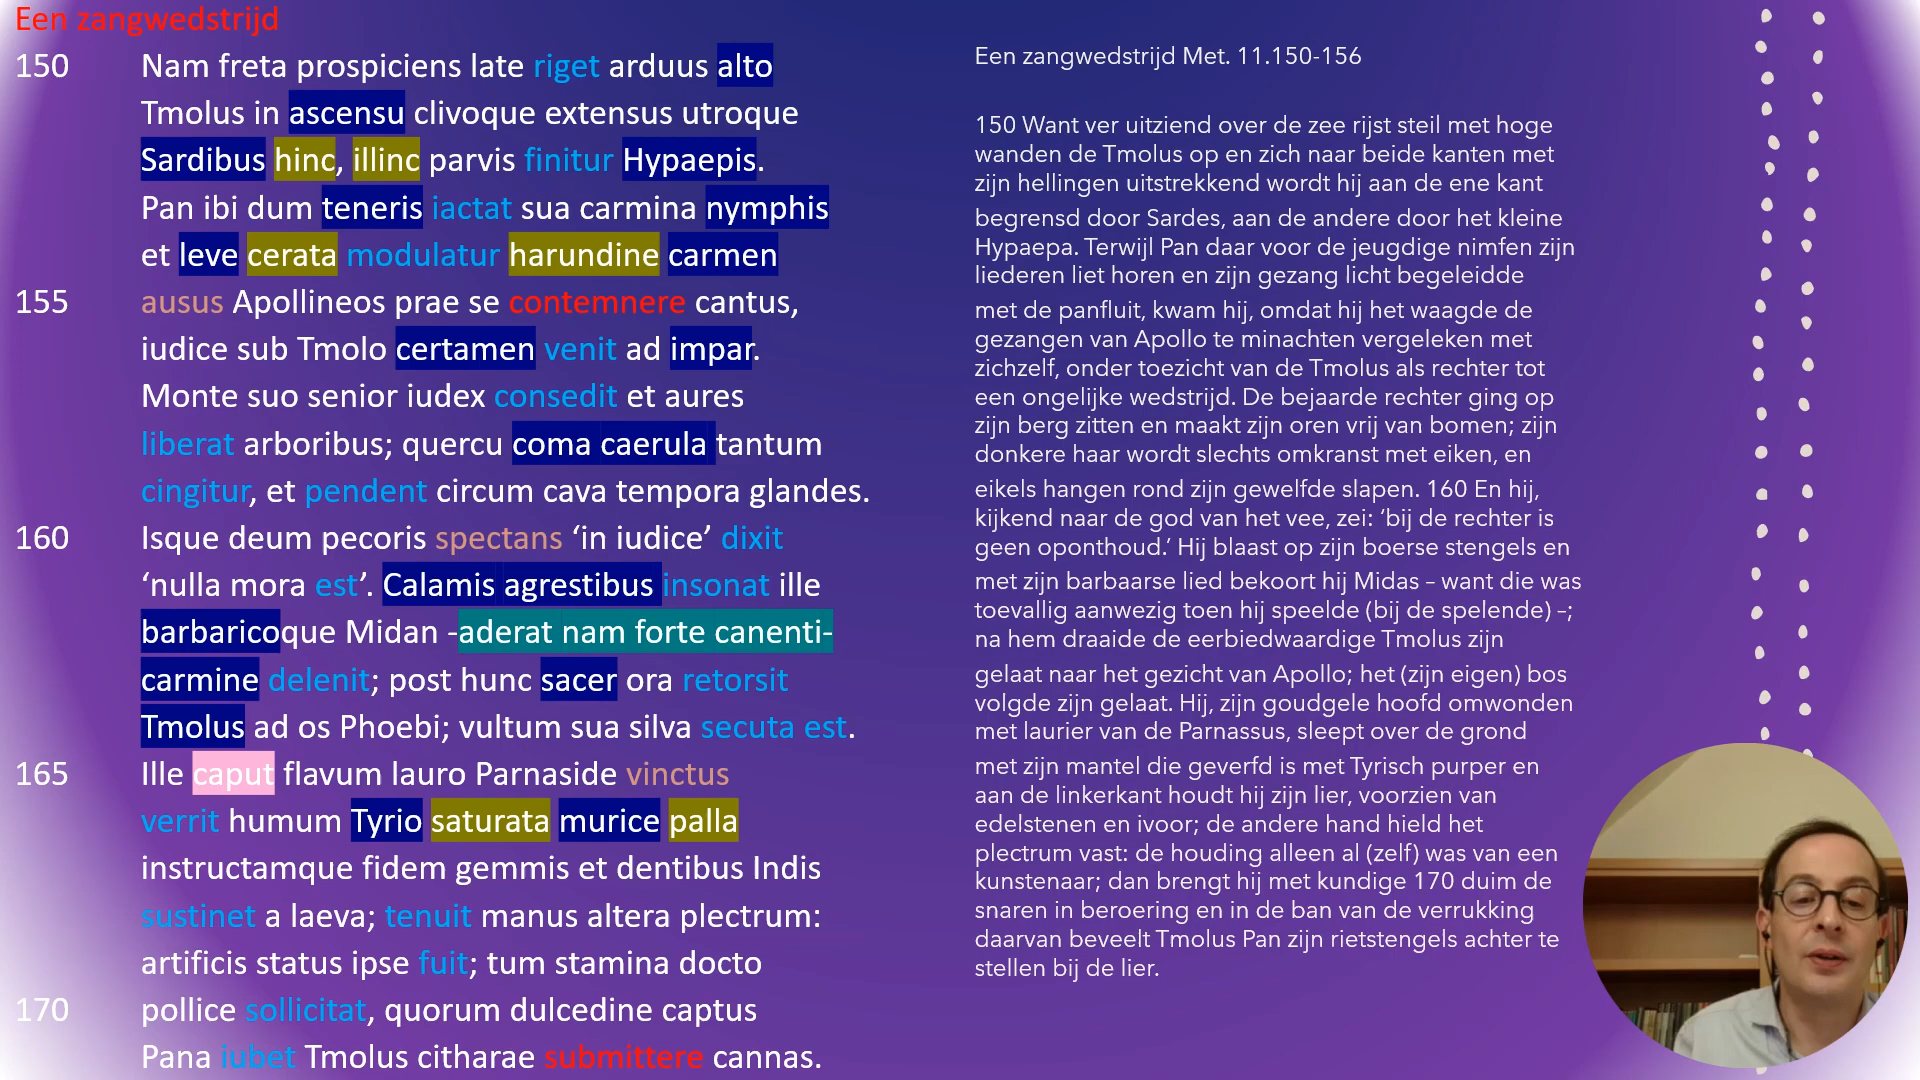 Een zangwedstrijd
150 Nam freta prospiciens late riget arduus alto
Tmolus in ascensu clivoque extensus utroque
Sardibus hinc, illinc parvis finitur Hypaepis.
Pan ibi dum teneris iactat sua carmina nymphis
et leve cerata modulatur harundine carmen
155 ausus Apollineos prae se contemnere cantus,
iudice sub Tmolo certamen venit ad impar.
Monte suo senior iudex consedit et aures
liberat arboribus; quercu coma caerula tantum
cingitur, et pendent circum cava tempora glandes.
160 Isque deum pecoris spectans ‘in iudice’ dixit
‘nulla mora est’. Calamis agrestibus insonat ille
barbaricoque Midan -aderat nam forte canenti-
carmine delenit; post hunc sacer ora retorsit
Tmolus ad os Phoebi; vultum sua silva secuta est.
165 Ille caput flavum lauro Parnaside vinctus
verrit humum Tyrio saturata murice palla
instructamque fidem gemmis et dentibus Indis
sustinet a laeva; tenuit manus altera plectrum:
artificis status ipse fuit; tum stamina docto
170 pollice sollicitat, quorum dulcedine captus
Pana iubet Tmolus citharae submittere cannas.
Een zangwedstrijd Met. 11.150-156
150 Want ver uitziend over de zee rijst steil met hoge
wanden de Tmolus op en zich naar beide kanten met
zijn hellingen uitstrekkend wordt hij aan de ene kant
begrensd door Sardes, aan de andere door het kleine
Hypaepa. Terwijl Pan daar voor de jeugdige nimfen zijn
liederen liet horen en zijn gezang licht begeleidde
met de panfluit, kwam hij, omdat hij het waagde de
gezangen van Apollo te minachten vergeleken met
zichzelf, onder toezicht van de Tmolus als rechter tot
een ongelijke wedstrijd. De bejaarde rechter ging op
zijn berg zitten en maakt zijn oren vrij van bomen; zijn
donkere haar wordt slechts omkranst met eiken, en
eikels hangen rond zijn gewelfde slapen. 160 En hij,
kijkend naar de god van het vee, zei: ‘bij de rechter is
geen oponthoud.’ Hij blaast op zijn boerse stengels en
met zijn barbaarse lied bekoort hij Midas – want die was
toevallig aanwezig toen hij speelde (bij de spelende) –;
na hem draaide de eerbiedwaardige Tmolus zijn
gelaat naar het gezicht van Apollo; het (zijn eigen) bos
volgde zijn gelaat. Hij, zijn goudgele hoofd omwonden
met laurier van de Parnassus, sleept over de grond
met zijn mantel die geverfd is met Tyrisch purper en
aan de linkerkant houdt hij zijn lier, voorzien van
edelstenen en ivoor; de andere hand hield het
plectrum vast: de houding alleen al (zelf) was van een
kunstenaar; dan brengt hij met kundige 170 duim de
snaren in beroering en in de ban van de verrukking
daarvan beveelt Tmolus Pan zijn rietstengels achter te
stellen bij de lier.